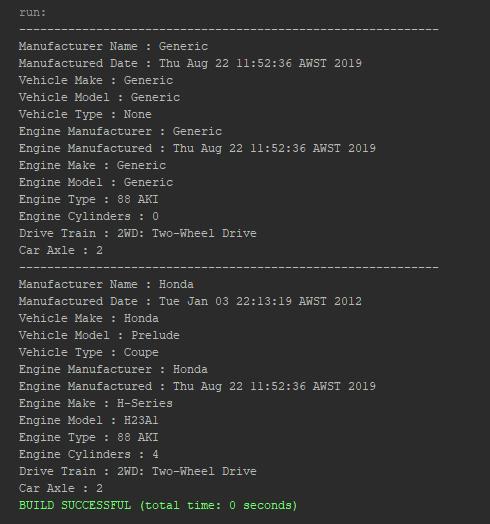 run:
------------------------------------------------------------
Manufacturer Name : Generic
Manufactured Date : Thu Aug 22 11:52:36 AWST 2019
Vehicle Make : Generic
Vehicle Model : Generic
Vehicle Type : None
Engine Manufacturer : Generic
Engine Manufactured : Thu Aug 22 11:52:36 AWST 2019
Engine Make : Generic
Engine Model : Generic
Engine Type : 88 AKI
Engine Cylinders : 0
Drive Train : 2WD: Two-Wheel Drive
Car Axle : 2
------------------------------------------------------------
Manufacturer Name : Honda
Manufactured Date : Tue Jan 03 22:13:19 AWST 2012
Vehicle Make : Honda
Vehicle Model : Prelude
Vehicle Type : Coupe
Engine Manufacturer : Honda
Engine Manufactured : Thu Aug 22 11:52:36 AWST 2019
Engine Make : H-Series
Engine Model : H23A1
Engine Type : 88 AKI
Engine Cylinders : 4
Drive Train : 2WD: Two-Wheel Drive
Car Axle : 2
BUILD SUCCESSFUL (total time: 0 seconds)